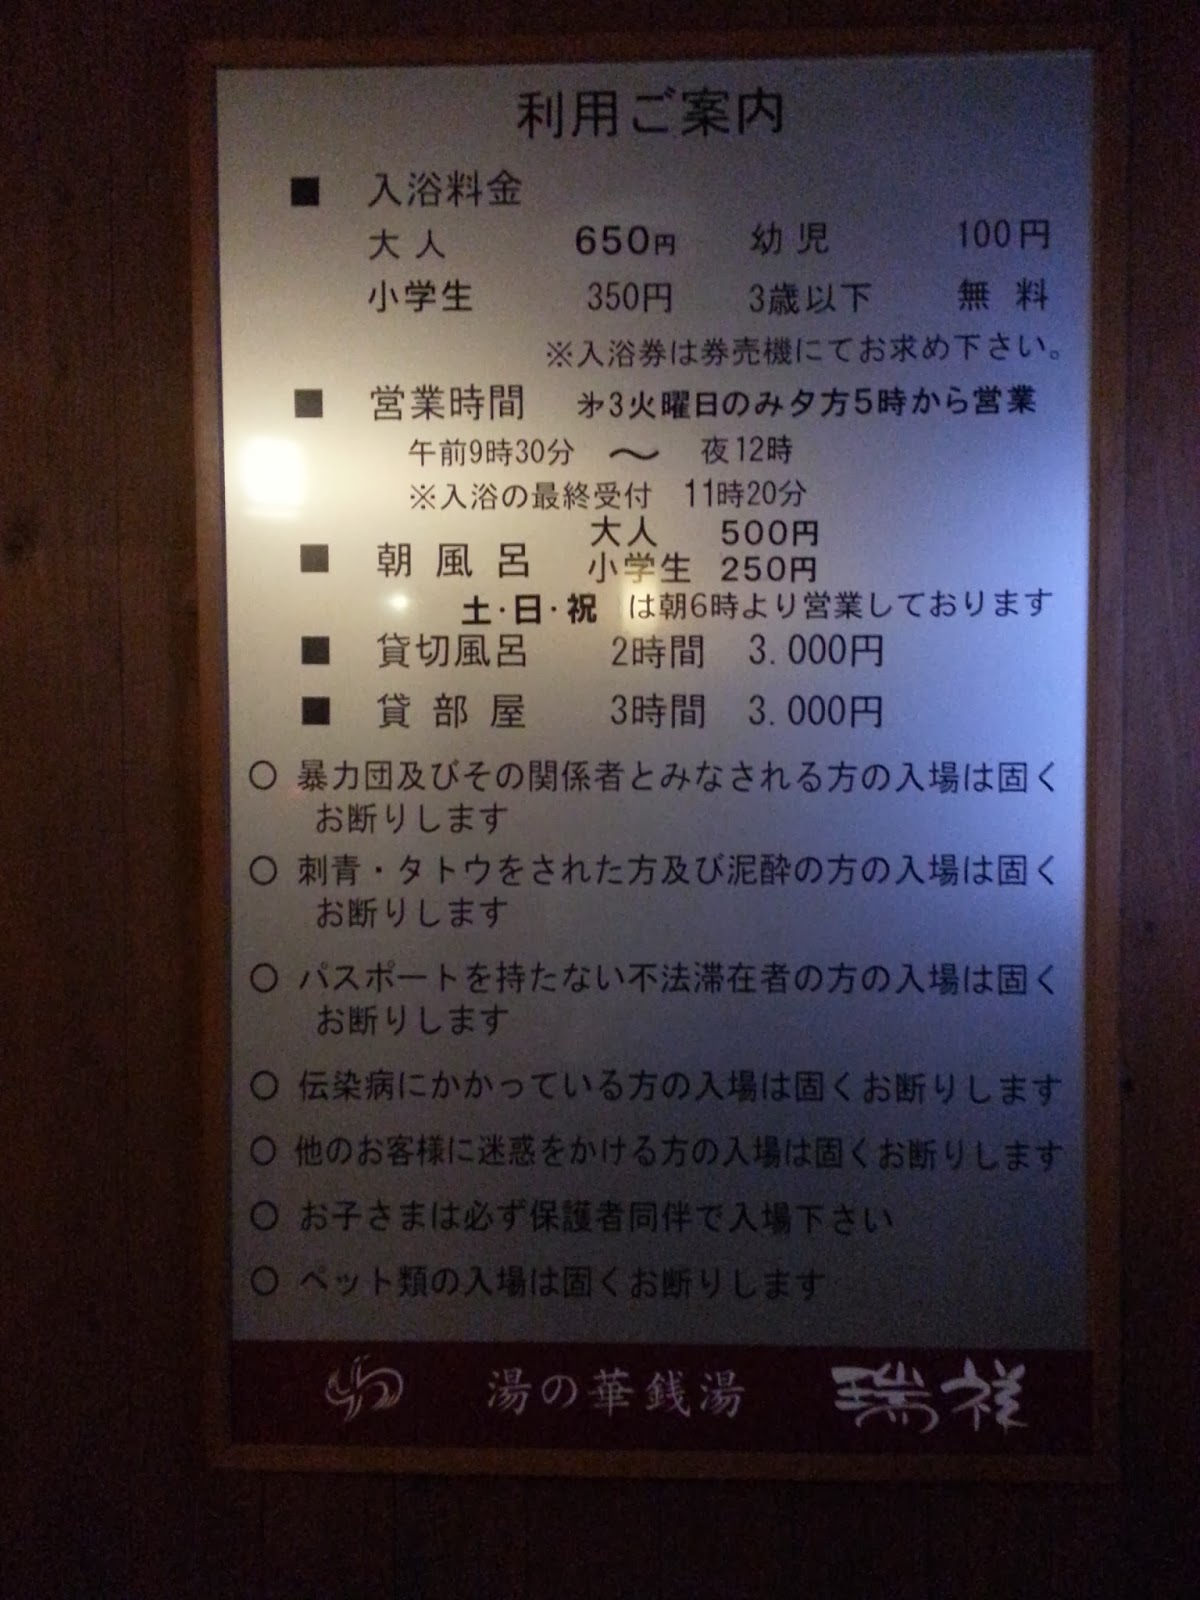 利用ご案内
■ 入浴料金
大人 650円 幼児 100円
小学生 350円 3歳以下 無料
※入浴券は券売機にてお求め下さい。
■ 営業時間 㐧3火曜日のみ夕方5時から営業
午前9時30分 〜 夜12時
※入浴の最終受付 11時20分
大人 500円
■ 朝風呂 小学生 250円
土・日・祝 は朝6時より営業しております
■ 貸切風呂 2時間 3.000円
■ 貸部屋 3時間 3.000円
○ 暴力団及びその関係者とみなされる方の入場は固く
お断りします
○ 刺青・タトウをされた方及び泥酔の方の入場は固く
お断りします
○ パスポートを持たない不法滞在者の方の入場は固く
お断りします
○ 伝染病にかかっている方の入場は固くお断りします
○ 他のお客様に迷惑をかける方の入場は固くお断りします
○ お子さまは必ず保護者同伴で入場下さい
○ ペット類の入場は固くお断りします
湯の華銭湯 瑞祥